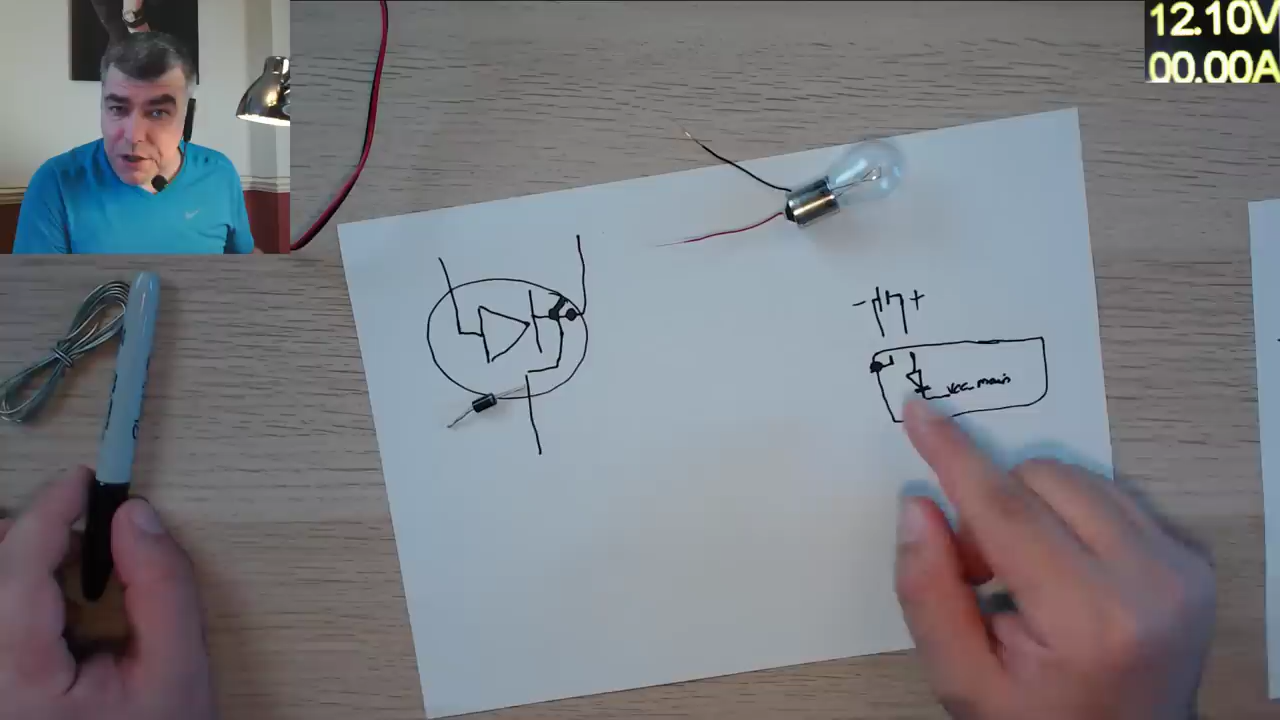 12.10V
00.00A
- +
vcc main